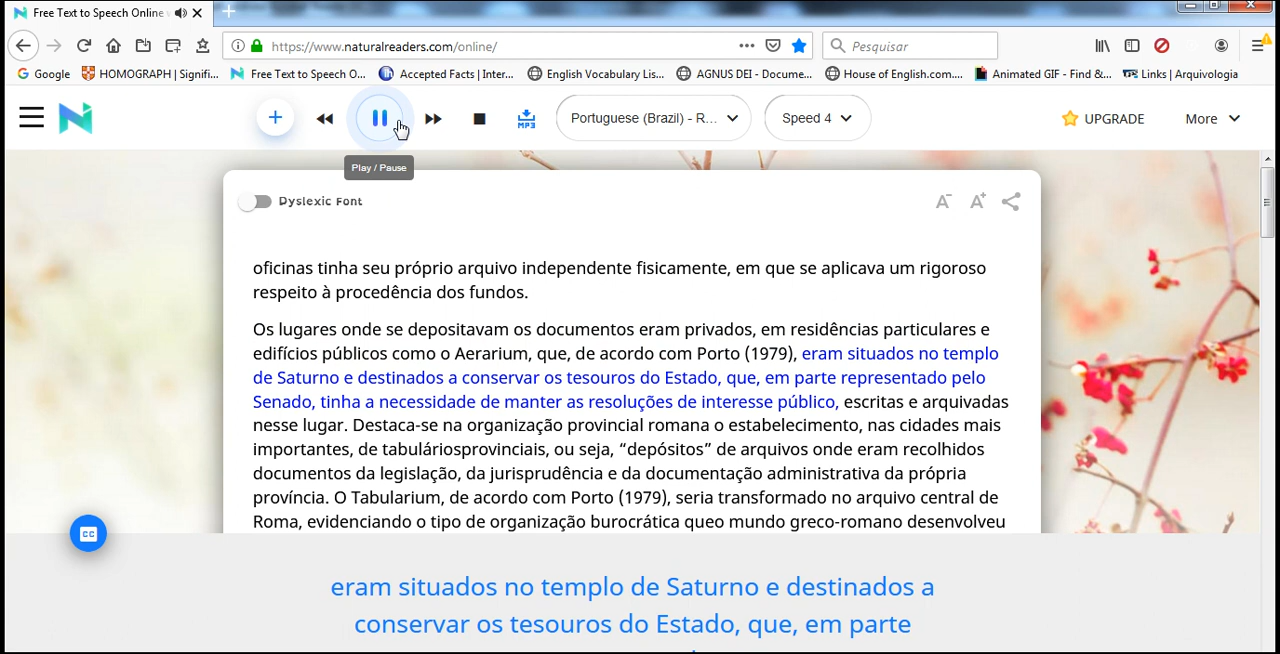 Free Text to Speech Online
https://www.naturalreaders.com/online/
Pesquisar
Google
HOMOGRAPH | Signifi...
Free Text to Speech O...
Accepted Facts | Inter...
English Vocabulary Lis...
AGNUS DEI - Docume...
House of English.com....
Animated GIF - Find &...
Links | Arquivologia
MP3
Portuguese (Brazil) - R...
Speed 4
UPGRADE
More
Play / Pause
Dyslexic Font
A-
A+
oficinas tinha seu próprio arquivo independente fisicamente, em que se aplicava um rigoroso
respeito à procedência dos fundos.
Os lugares onde se depositavam os documentos eram privados, em residências particulares e
edifícios públicos como o Aerarium, que, de acordo com Porto (1979), eram situados no templo
de Saturno e destinados a conservar os tesouros do Estado, que, em parte representado pelo
Senado, tinha a necessidade de manter as resoluções de interesse público, escritas e arquivadas
nesse lugar. Destaca-se na organização provincial romana o estabelecimento, nas cidades mais
importantes, de tabuláriosprovinciais, ou seja, “depósitos” de arquivos onde eram recolhidos
documentos da legislação, da jurisprudência e da documentação administrativa da própria
província. O Tabularium, de acordo com Porto (1979), seria transformado no arquivo central de
Roma, evidenciando o tipo de organização burocrática queo mundo greco-romano desenvolveu
CC
eram situados no templo de Saturno e destinados a
conservar os tesouros do Estado, que, em parte